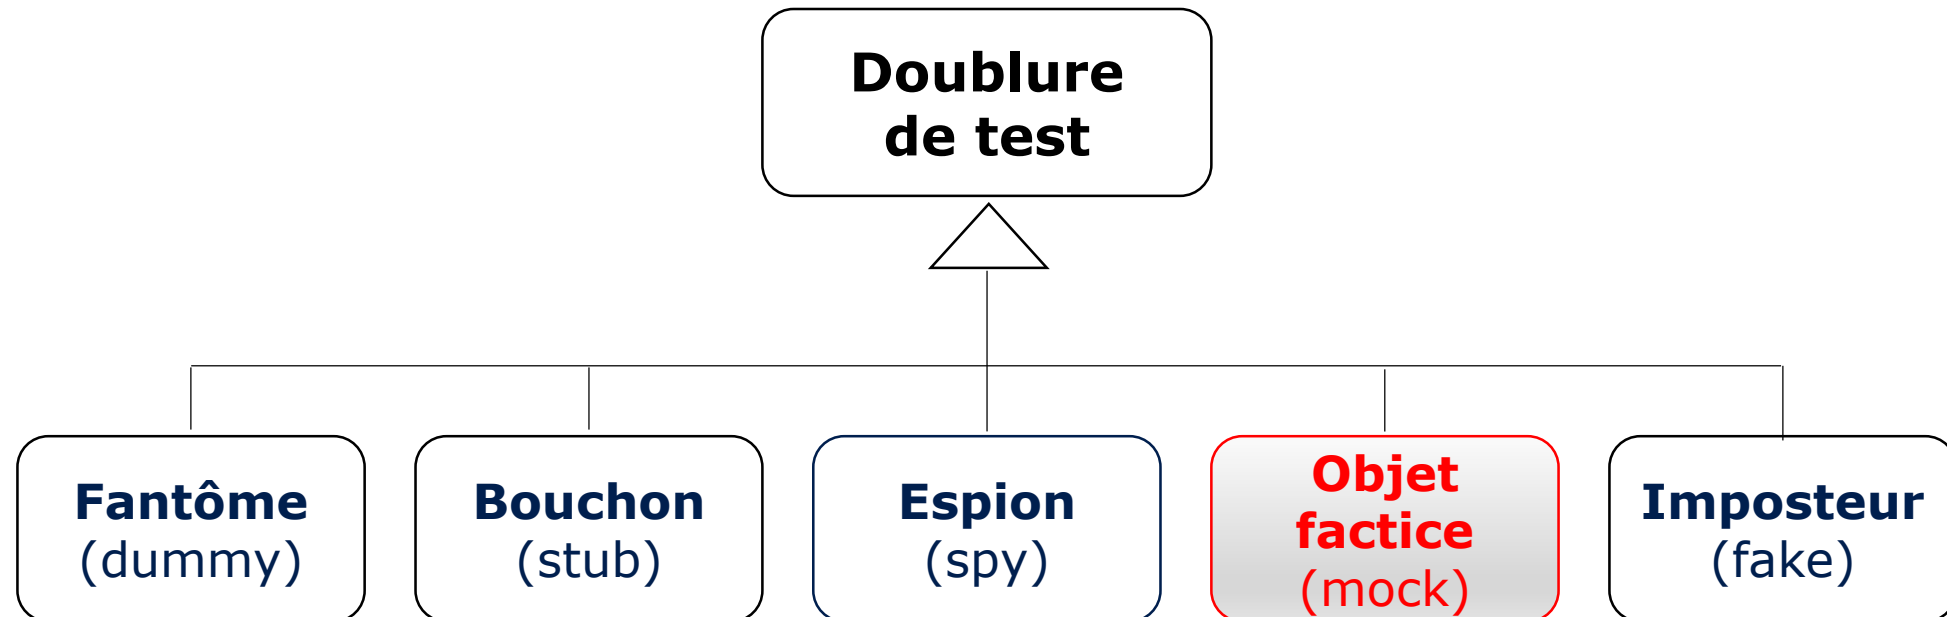 Doublure
de test
Fantôme
(dummy)
Bouchon
(stub)
Espion
(spy)
Objet
factice
(mock)
Imposteur
(fake)